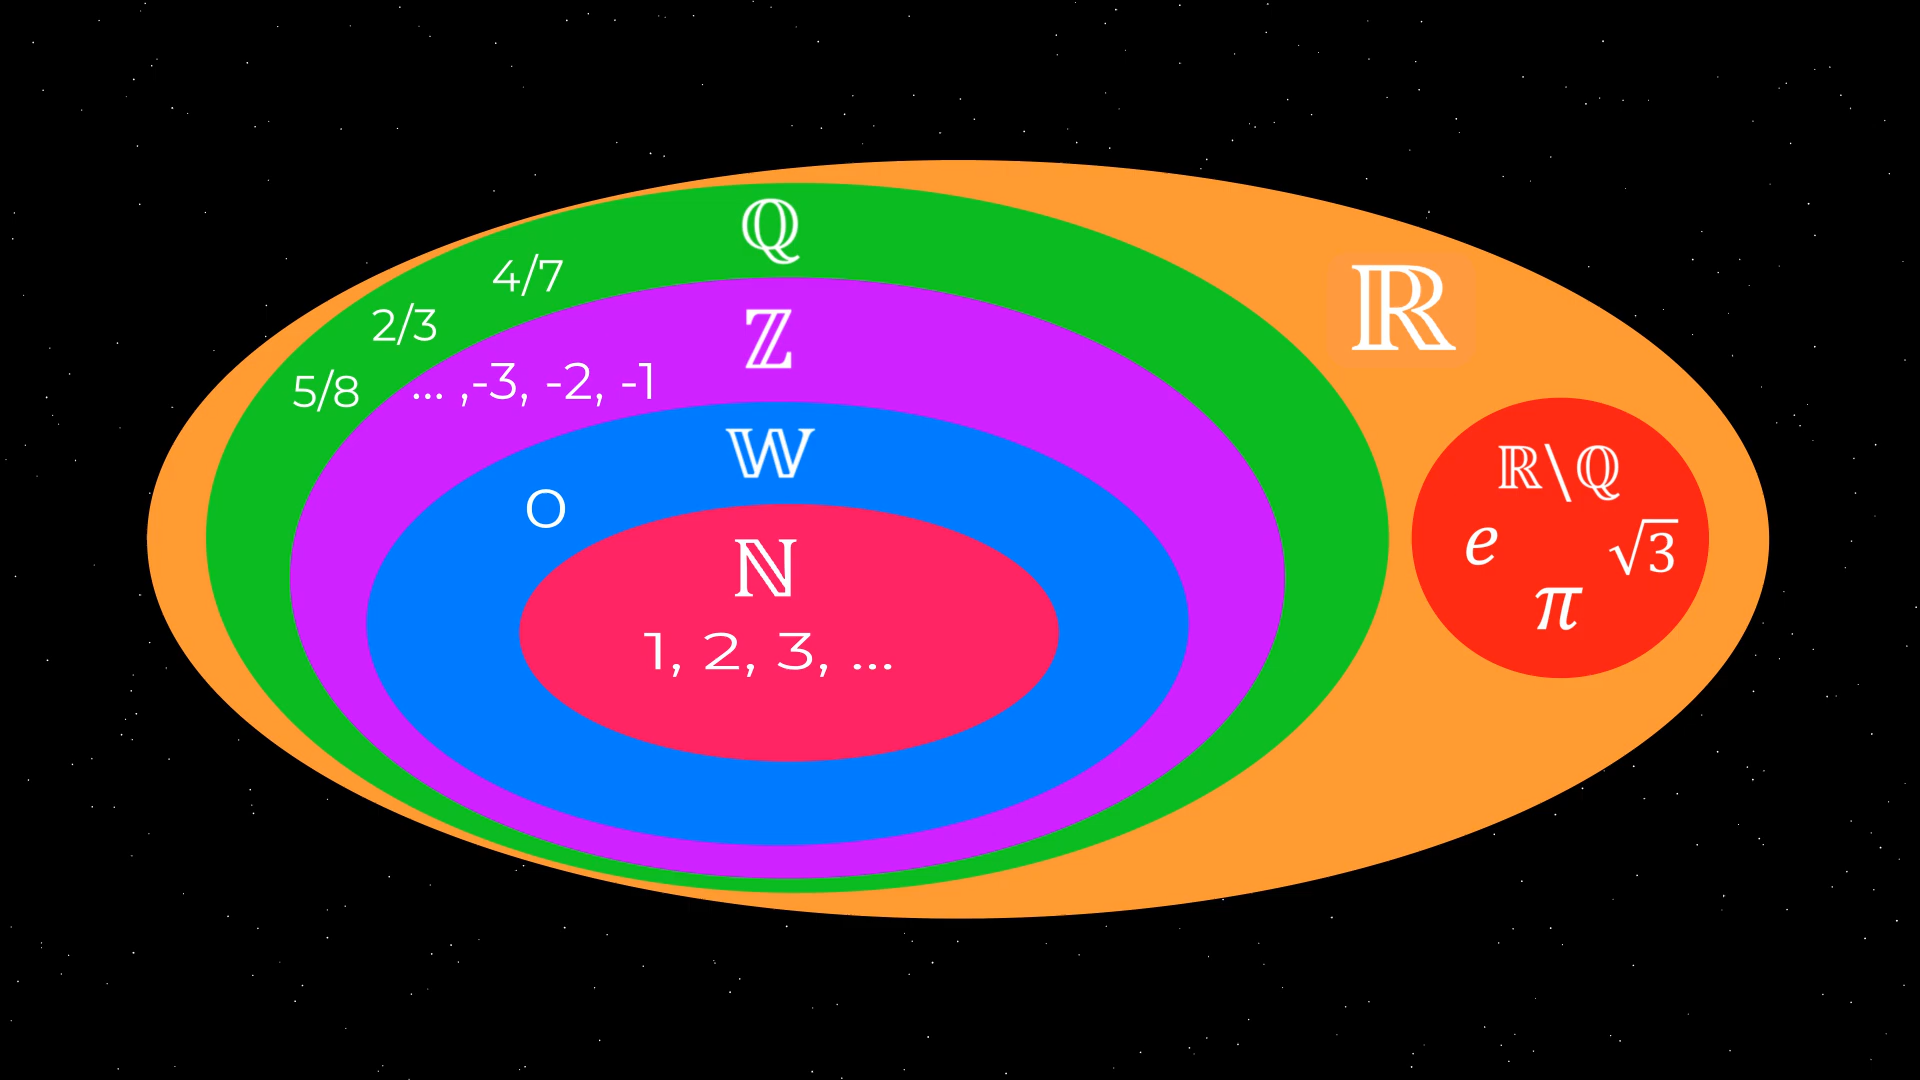 ℚ
4/7
ℤ
ℝ
2/3
5/8
... ,-3, -2, -1
𝕎
ℝ\ℚ
0
e
√3
ℕ
π
1, 2, 3, ...